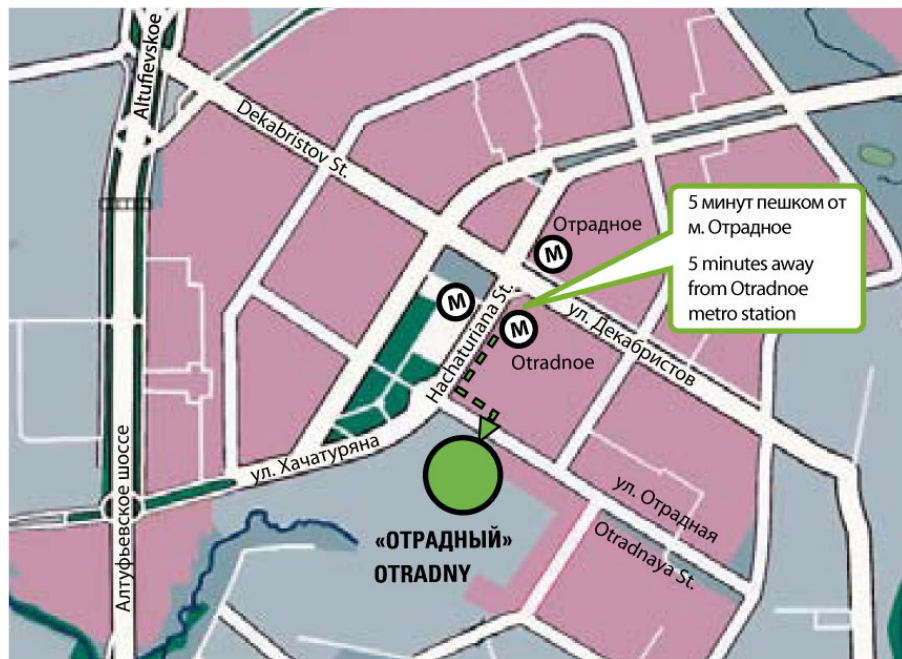 Altufievskoe
Dekabristov St.
Отрадное
М
5 минут пешком от
м. Отрадное
5 minutes away
from Otradnoe
metro station
М
Hachaturiana St.
М
Otradnoe
ул. Декабристов
ул. Хачатуряна
Алтуфьевское шоссе
ул. Отрадная
Otradnaya St.
«ОТРАДНЫЙ»
OTRADNY